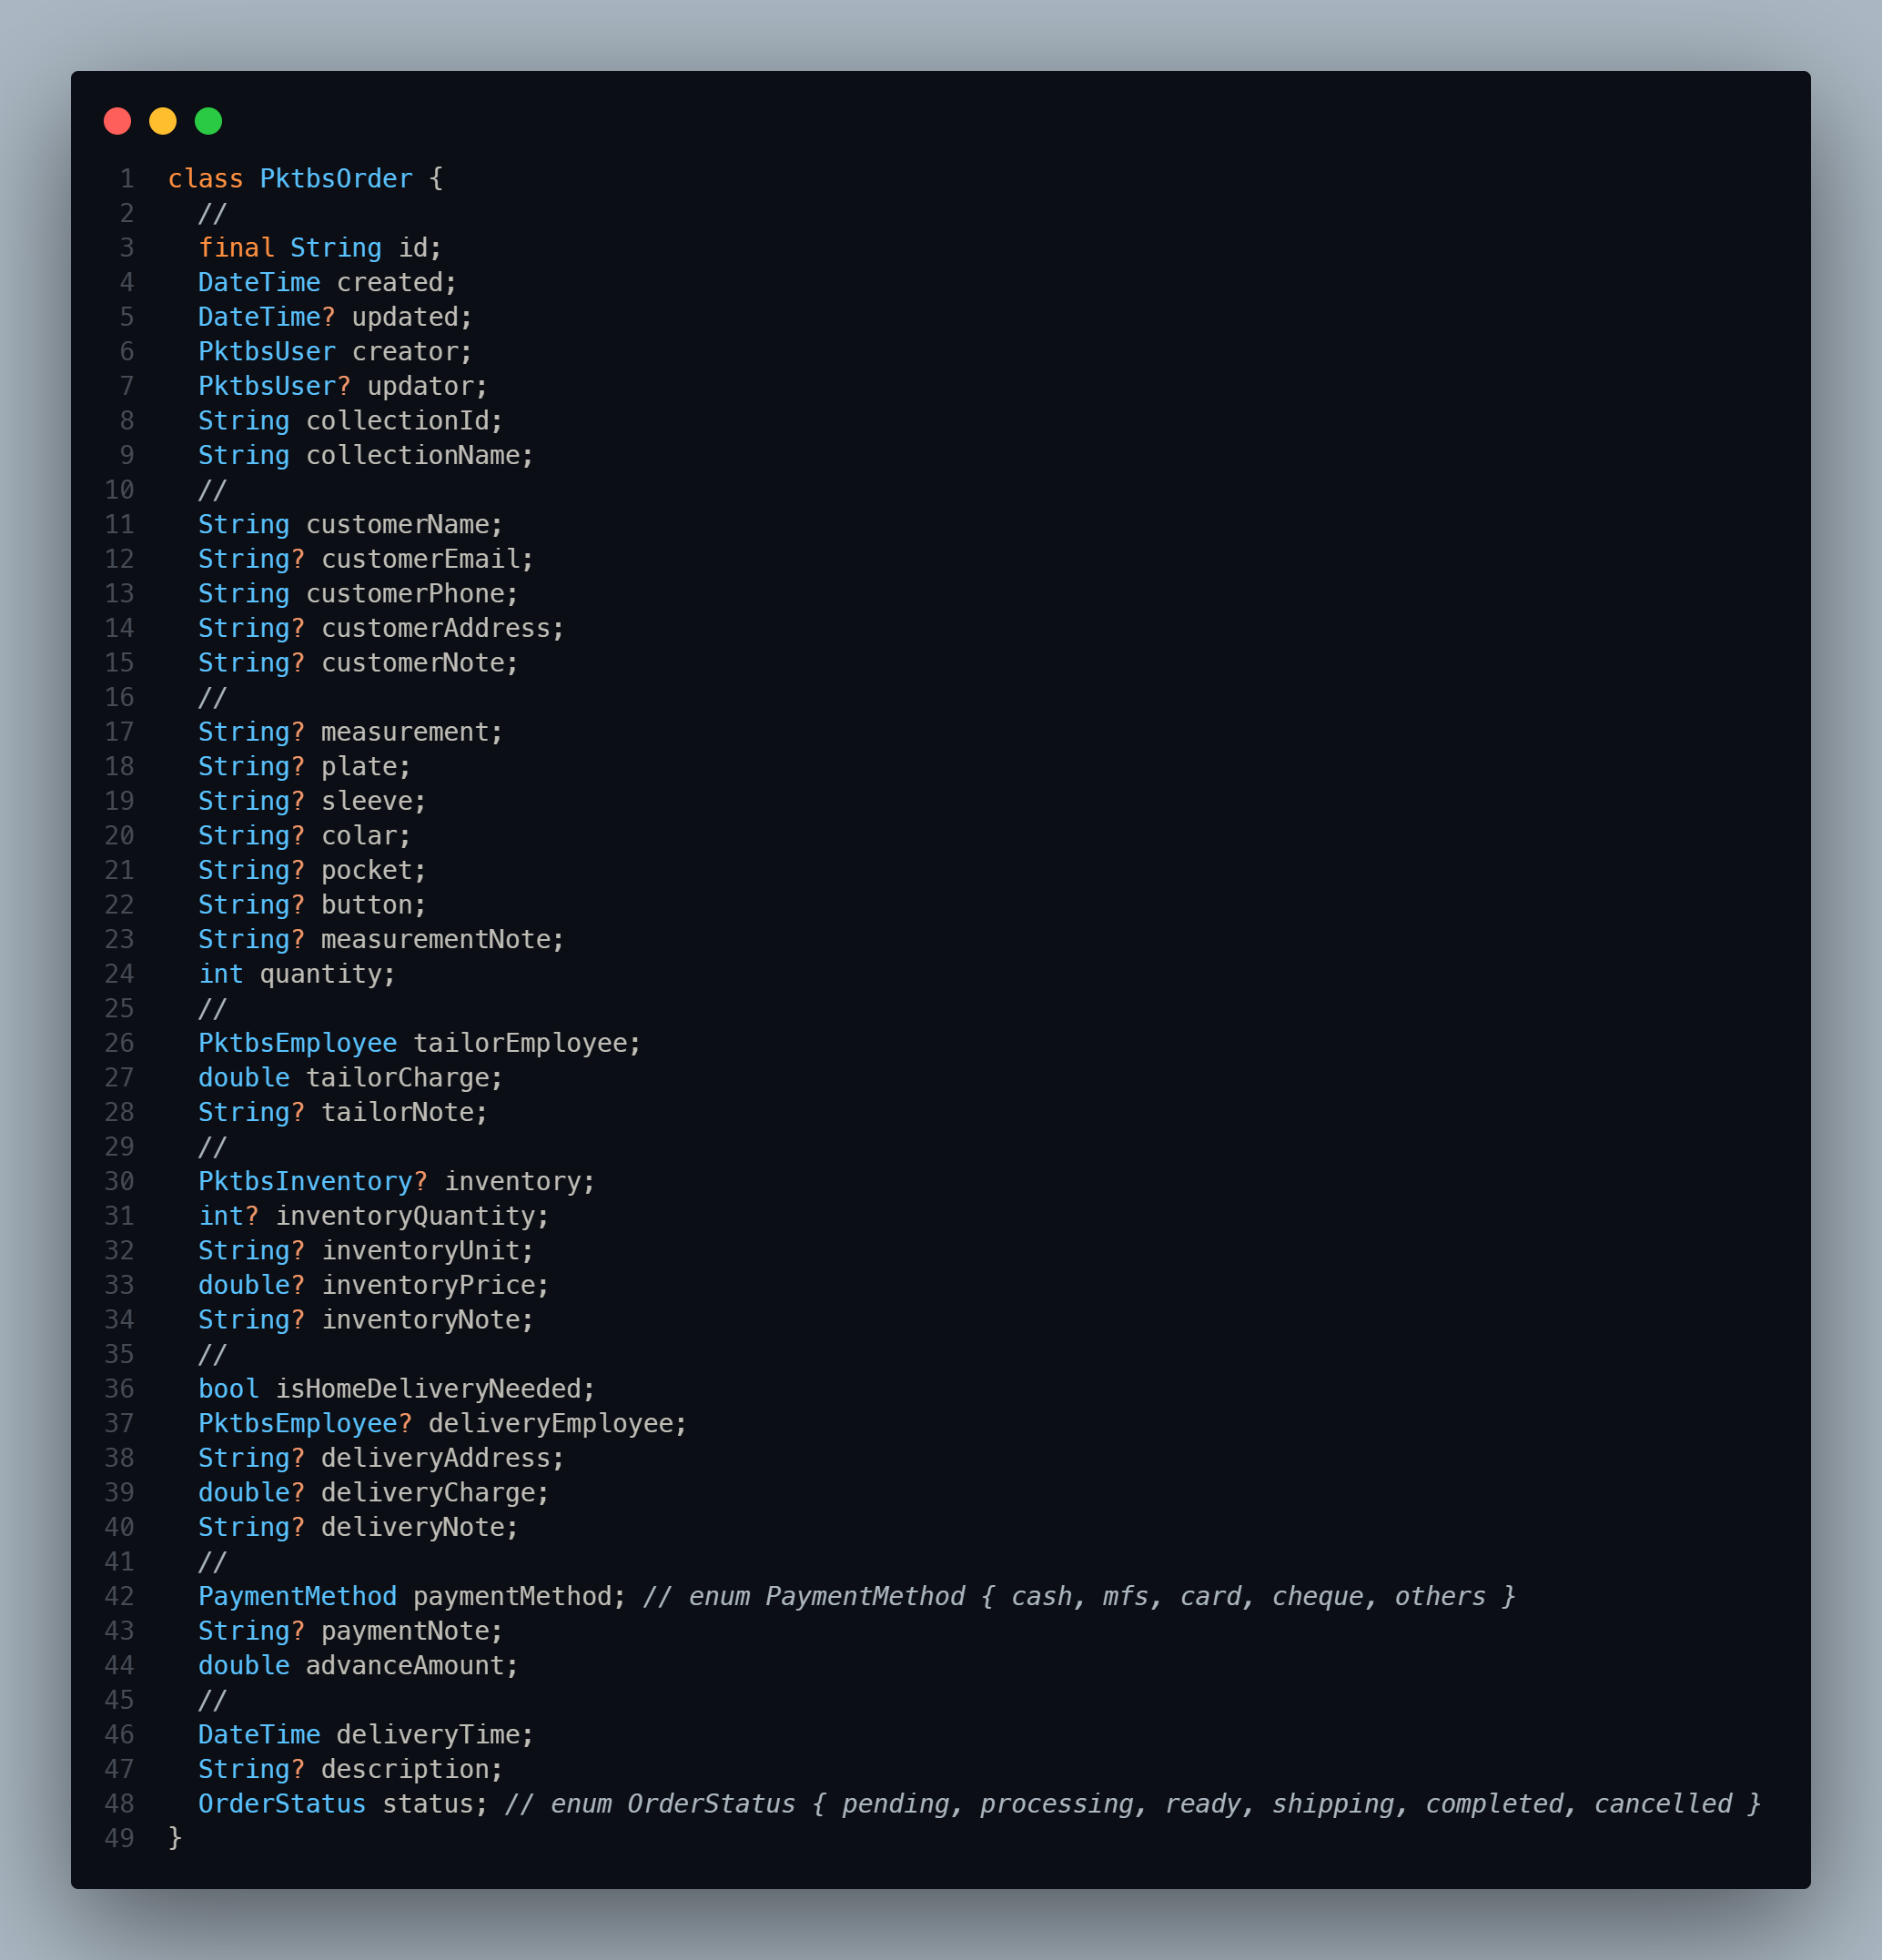 1 class PktbsOrder {
2 //
3 final String id;
4 DateTime created;
5 DateTime? updated;
6 PktbsUser creator;
7 PktbsUser? updator;
8 String collectionId;
9 String collectionName;
10 //
11 String customerName;
12 String? customerEmail;
13 String customerPhone;
14 String? customerAddress;
15 String? customerNote;
16 //
17 String? measurement;
18 String? plate;
19 String? sleeve;
20 String? colar;
21 String? pocket;
22 String? button;
23 String? measurementNote;
24 int quantity;
25 //
26 PktbsEmployee tailorEmployee;
27 double tailorCharge;
28 String? tailorNote;
29 //
30 PktbsInventory? inventory;
31 int? inventoryQuantity;
32 String? inventoryUnit;
33 double? inventoryPrice;
34 String? inventoryNote;
35 //
36 bool isHomeDeliveryNeeded;
37 PktbsEmployee? deliveryEmployee;
38 String? deliveryAddress;
39 double? deliveryCharge;
40 String? deliveryNote;
41 //
42 PaymentMethod paymentMethod; // enum PaymentMethod { cash, mfs, card, cheque, others }
43 String? paymentNote;
44 double advanceAmount;
45 //
46 DateTime deliveryTime;
47 String? description;
48 OrderStatus status; // enum OrderStatus { pending, processing, ready, shipping, completed, cancelled }
49 }